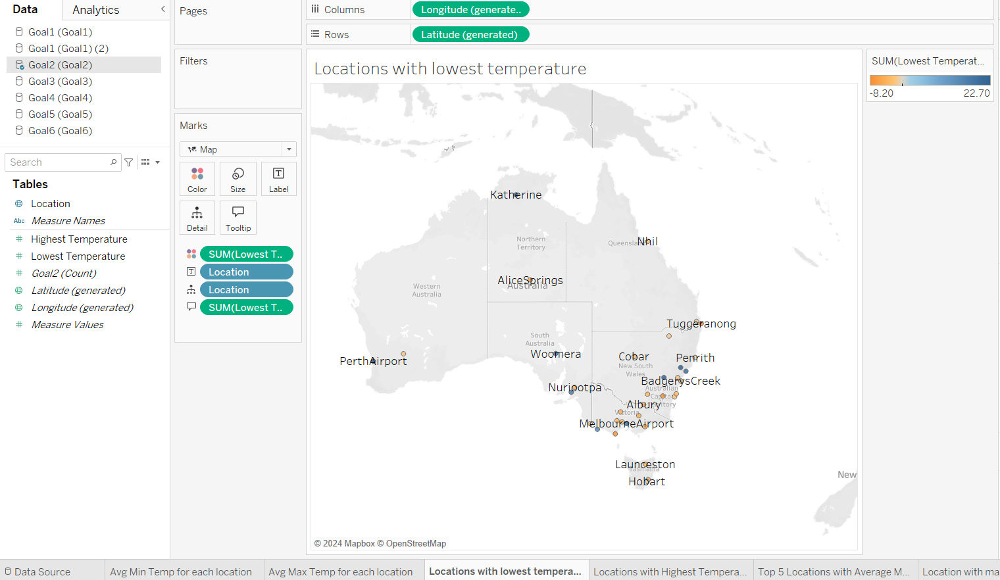 Data
Analytics
Goal1 (Goal1)
Goal1 (Goal1) (2)
Goal2 (Goal2)
Goal3 (Goal3)
Goal4 (Goal4)
Goal5 (Goal5)
Goal6 (Goal6)
Search
Tables
Location
Abc Measure Names
Highest Temperature
Lowest Temperature
Goal2 (Count)
Latitude (generated)
Longitude (generated)
Measure Values
Pages
Filters
Marks
Map
Color
Size
Label
Detail
Tooltip
SUM(Lowest T..
Location
Location
SUM(Lowest T..
Columns
Longitude (generate..
Rows
Latitude (generated)
Locations with lowest temperature
Katherine
Northern
Territory
Queensland
Nhil
AliceSprings
Australia
Western
Australia
Tuggeranong
South
Australia
Woomera
Cobar
Penrith
PerthAirport
New South
Wales
BadgerysCreek
Nuriootpa
Australian
Capital
Territory
Albury
Victoria
MelbourneAirport
Launceston
Tasmania
Hobart
New
© 2024 Mapbox © OpenStreetMap
SUM(Lowest Temperat...
-8.20
22.70
Data Source
Avg Min Temp for each location
Avg Max Temp for each location
Locations with lowest tempera...
Locations with Highest Tempera...
Top 5 Locations with Average M...
Location with ma